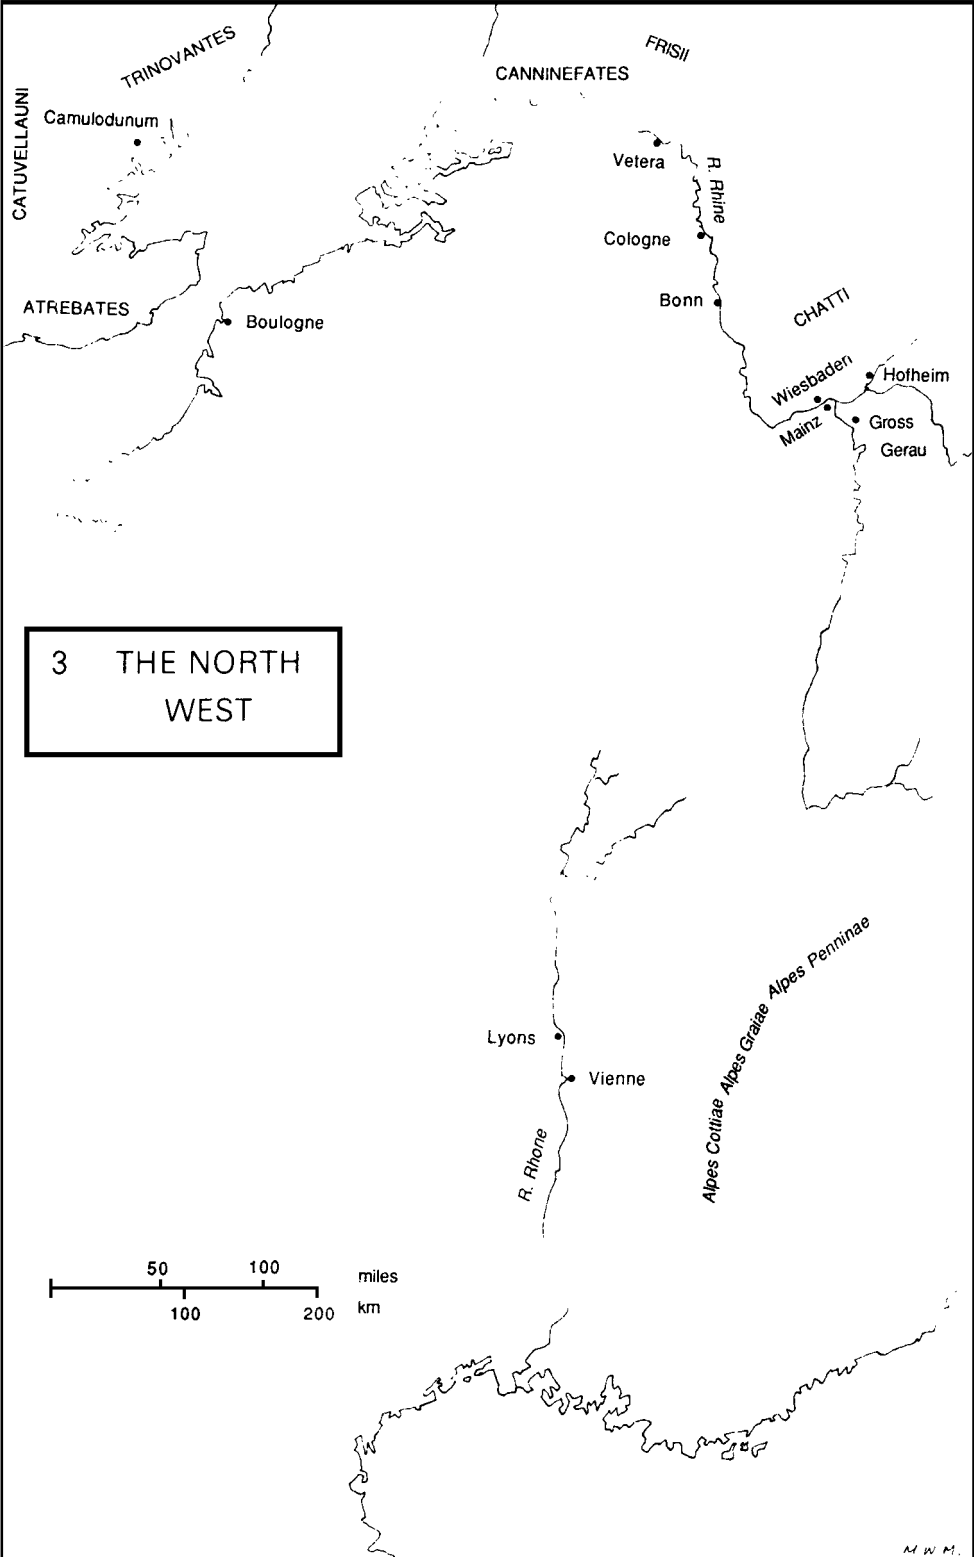 TRINOVANTES
FRISII
CANNINEFATES
CATUVELLAUNI
Camulodunum
Vetera
R. Rhine
Cologne
Bonn
ATREBATES
Boulogne
CHATTI
Wiesbaden
Hofheim
Mainz
Gross
Gerau
3 THE NORTH
WEST
Alpes Penninae
Alpes Graiae
Alpes Cottiae
Lyons
Vienne
R. Rhone
50 100 miles
100 200 km
M W M.